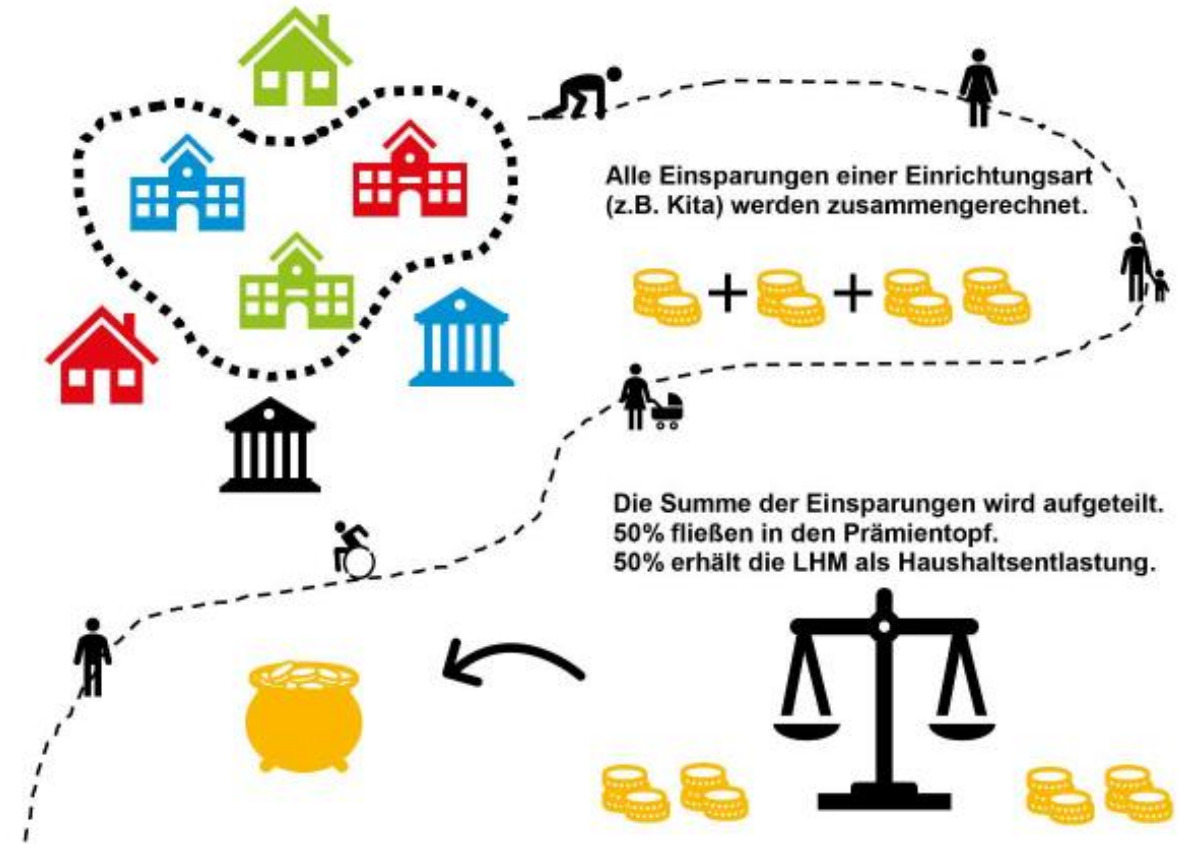 Alle Einsparungen einer Einrichtungsart
(z.B. Kita) werden zusammengerechnet.
Die Summe der Einsparungen wird aufgeteilt.
50% fließen in den Prämientopf.
50% erhält die LHM als Haushaltsentlastung.